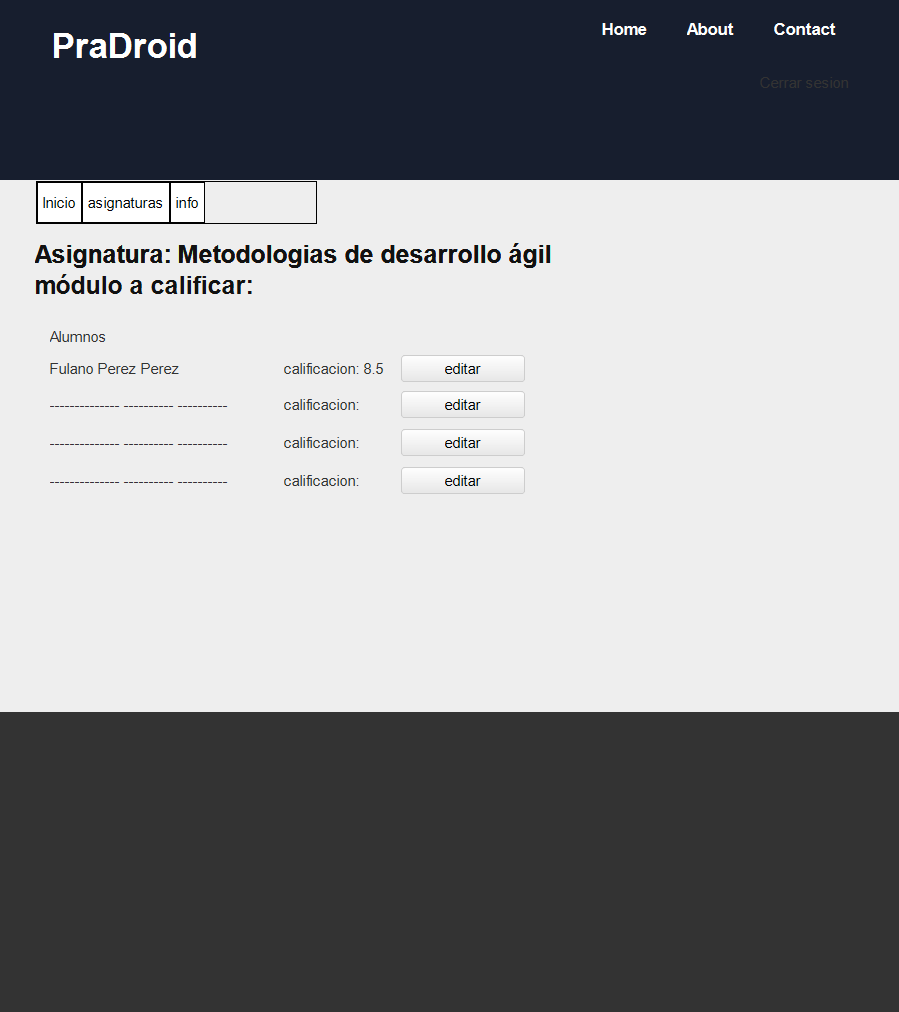 PraDroid
Home About Contact
Cerrar sesion
Inicio asignaturas info
Asignatura: Metodologias de desarrollo ágil
módulo a calificar:
Alumnos
Fulano Perez Perez calificacion: 8.5 editar
-------------- ---------- ---------- calificacion: editar
-------------- ---------- ---------- calificacion: editar
-------------- ---------- ---------- calificacion: editar